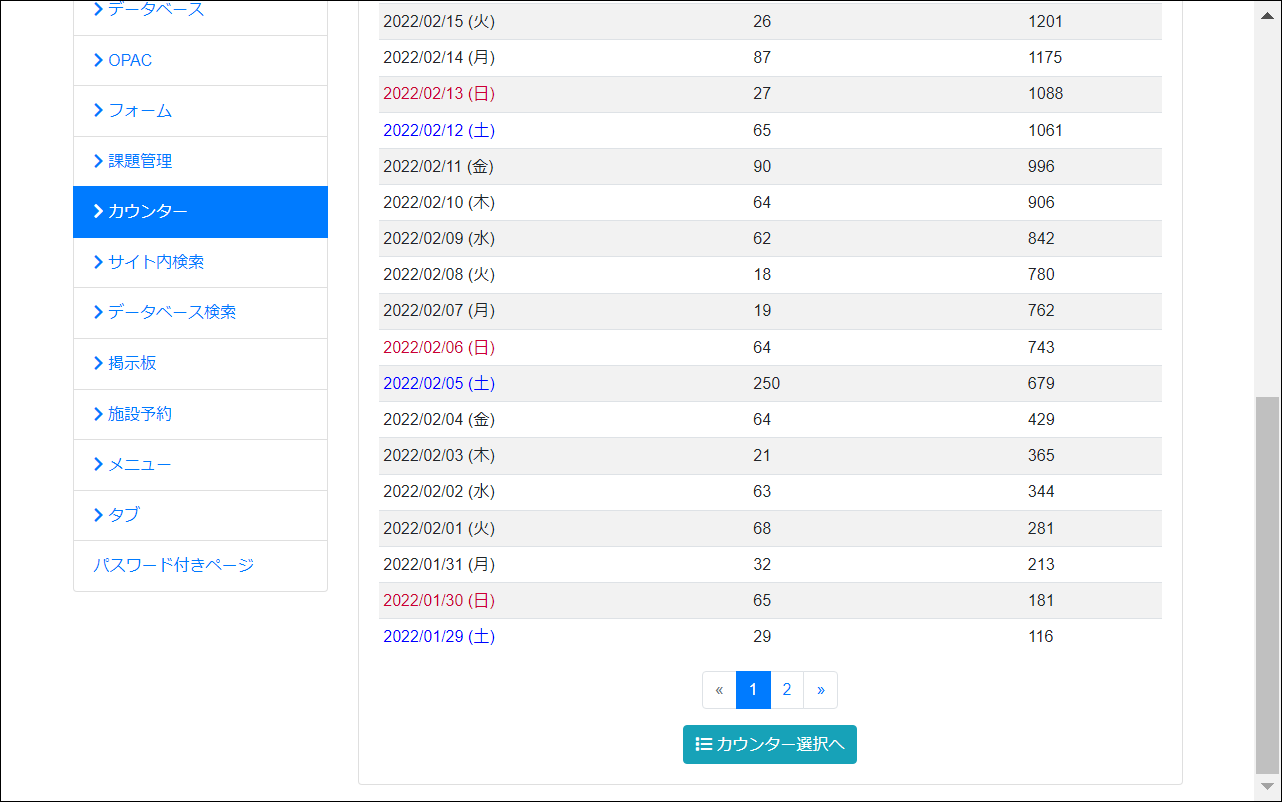 データベース
OPAC
フォーム
課題管理
カウンター
サイト内検索
データベース検索
掲示板
施設予約
メニュー
タブ
パスワード付きページ
2022/02/15 (火) 26 1201
2022/02/14 (月) 87 1175
2022/02/13 (日) 27 1088
2022/02/12 (土) 65 1061
2022/02/11 (金) 90 996
2022/02/10 (木) 64 906
2022/02/09 (水) 62 842
2022/02/08 (火) 18 780
2022/02/07 (月) 19 762
2022/02/06 (日) 64 743
2022/02/05 (土) 250 679
2022/02/04 (金) 64 429
2022/02/03 (木) 21 365
2022/02/02 (水) 63 344
2022/02/01 (火) 68 281
2022/01/31 (月) 32 213
2022/01/30 (日) 65 181
2022/01/29 (土) 29 116
« 1 2 »
カウンター選択へ